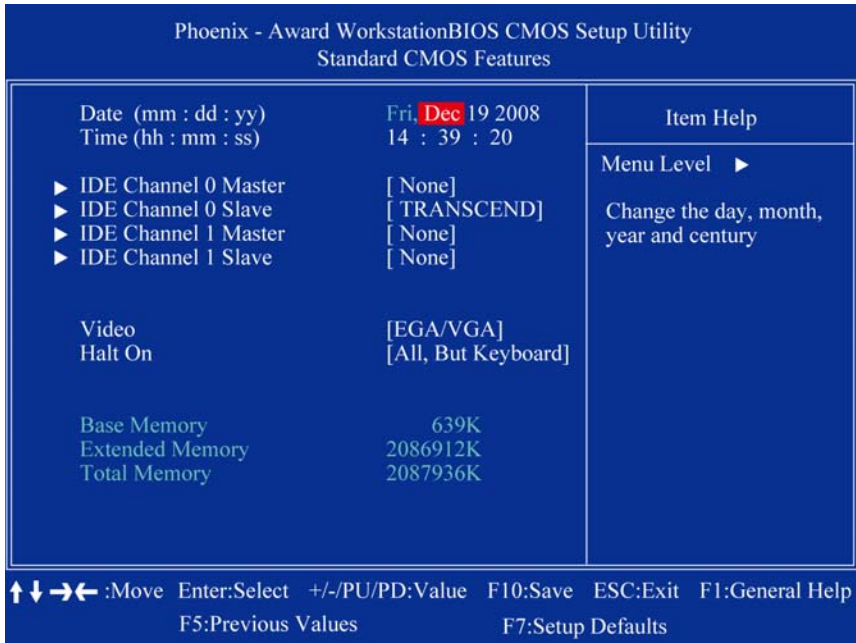 Phoenix - Award WorkstationBIOS CMOS Setup Utility
Standard CMOS Features
Date (mm : dd : yy) Fri, Dec 19 2008
Time (hh : mm : ss) 14 : 39 : 20
IDE Channel 0 Master [ None]
IDE Channel 0 Slave [ TRANSCEND]
IDE Channel 1 Master [ None]
IDE Channel 1 Slave [ None]
Video [EGA/VGA]
Halt On [All, But Keyboard]
Base Memory 639K
Extended Memory 2086912K
Total Memory 2087936K
Item Help
Menu Level ►
Change the day, month,
year and century
:Move Enter:Select +/-/PU/PD:Value F10:Save ESC:Exit F1:General Help
F5:Previous Values F7:Setup Defaults